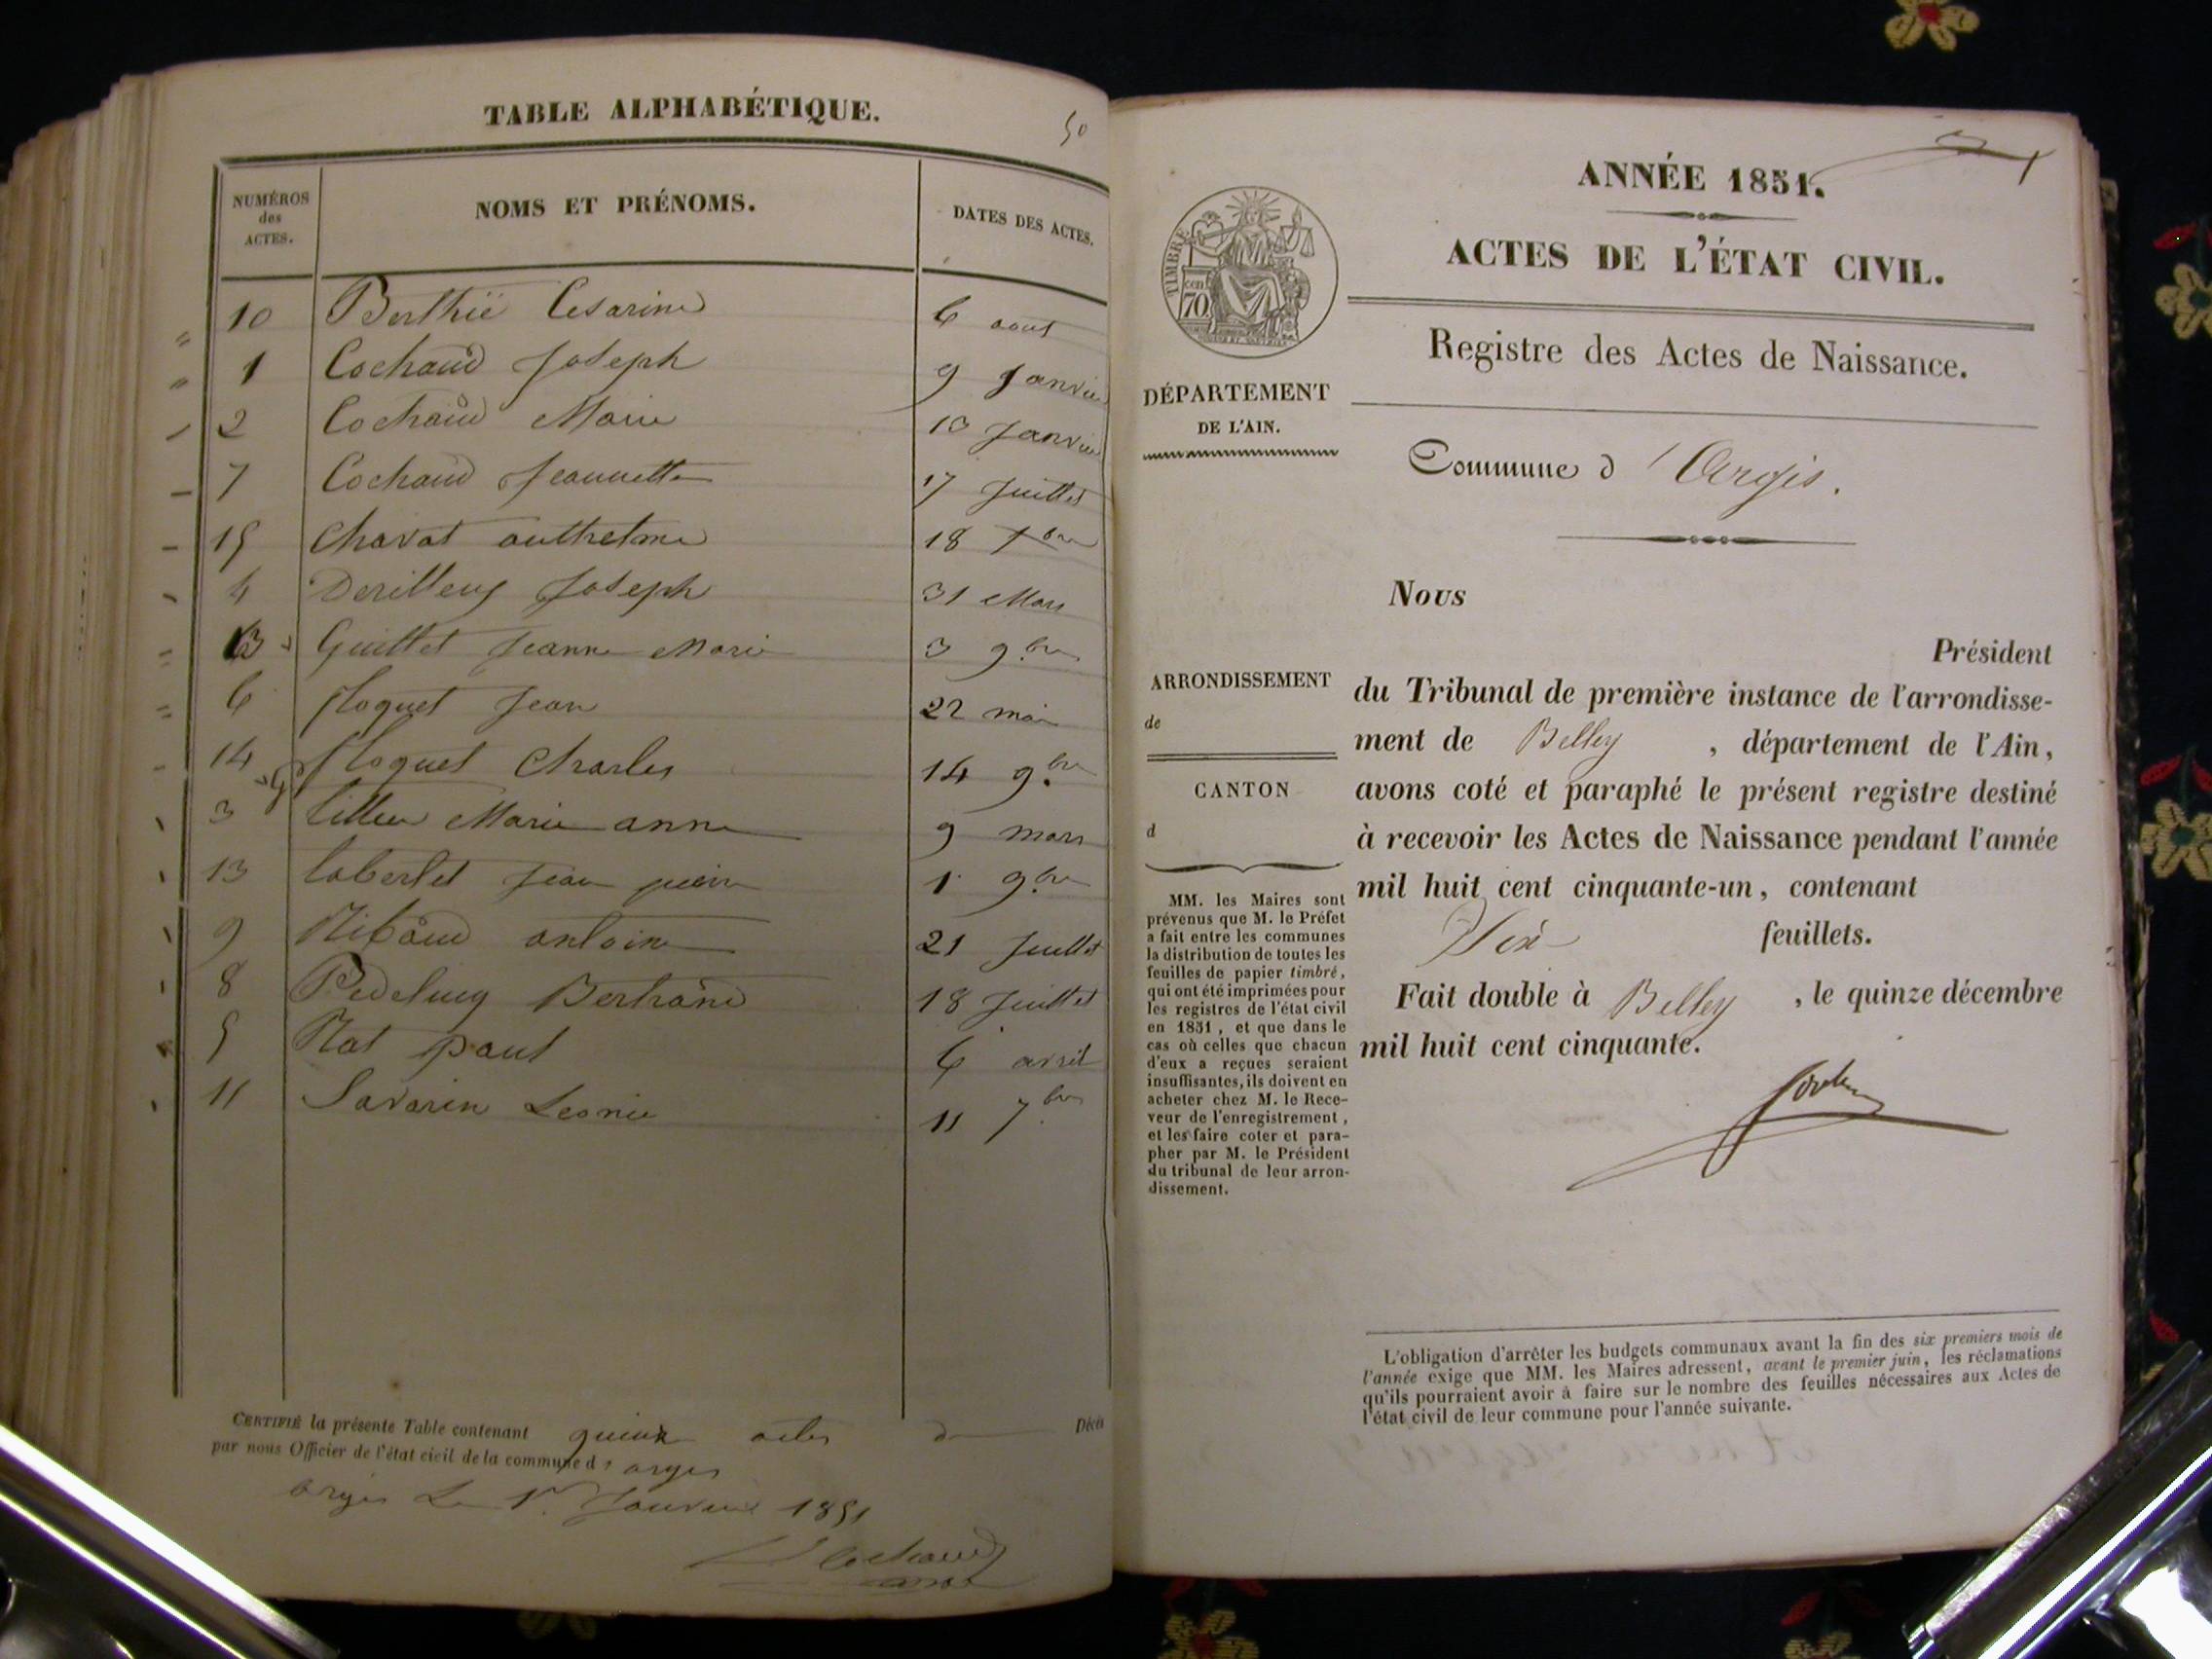 TABLE ALPHABÉTIQUE.
50
NUMÉROS des ACTES.
NOMS ET PRÉNOMS.
DATES DES ACTES.
10 Berthié Cesarine 6 aout
1 Cochaud Joseph 9 Janvier
2 Cochaud Marie 10 Janvier
7 Cochaud Jeannette 17 Juillet
15 Chavat anthelme 18 bre
4 Joseph 31 Mars
13 Guillet Jeanne Marie 3 9bre
6 floquet Jean 22 mai
14 floquet Charles 14 9bre
3 Marie anne 9 mars
13 laberlet Jean pierre 1 9bre
9 antoine 21 Juillet
8 Bertrand 18 Juillet
5 Rat paul 6 avril
11 Savarin Leonie 11 7bre
CERTIFIÉ la présente Table contenant quinze actes de Décès
par nous Officier de l'état civil de la commune d'argis
argis Le 1er Janvier 1851
Cochaud
ANNÉE 1851.
ACTES DE L'ÉTAT CIVIL.
TIMBRE
cen
70
Registre des Actes de Naissance.
DÉPARTEMENT
DE L'AIN.
Commune d'Argis.
Nous
Président
ARRONDISSEMENT
de
du Tribunal de première instance de l'arrondisse-
ment de Belley, département de l'Ain,
CANTON
d
avons coté et paraphé le présent registre destiné
à recevoir les Actes de Naissance pendant l'année
mil huit cent cinquante-un, contenant
Six feuillets.
Fait double à Belley, le quinze décembre
mil huit cent cinquante.
MM. les Maires sont
prévenus que M. le Préfet
a fait entre les communes
la distribution de toutes les
feuilles de papier timbré,
qui ont été imprimées pour
les registres de l'état civil
en 1851, et que dans le
cas où celles que chacun
d'eux a reçues seraient
insuffisantes, ils doivent en
acheter chez M. le Rece-
veur de l'enregistrement,
et les faire coter et para-
pher par M. le Président
du tribunal de leur arron-
dissement.
L'obligation d'arrêter les budgets communaux avant la fin des six premiers mois de
l'année exige que MM. les Maires adressent, avant le premier juin, les réclamations
qu'ils pourraient avoir à faire sur le nombre des feuilles nécessaires aux Actes de
l'état civil de leur commune pour l'année suivante.